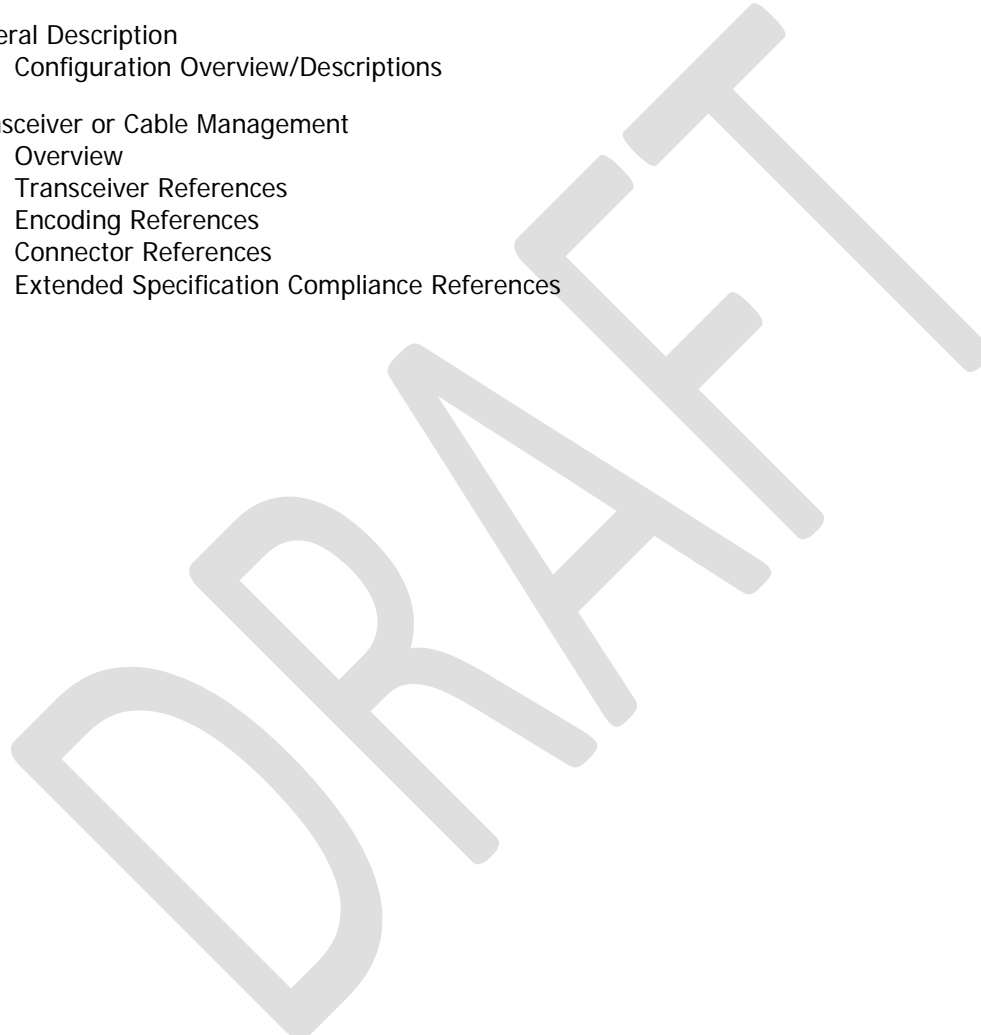 eral Description
Configuration Overview/Descriptions
nsceiver or Cable Management
Overview
Transceiver References
Encoding References
Connector References
Extended Specification Compliance References
DRAFT